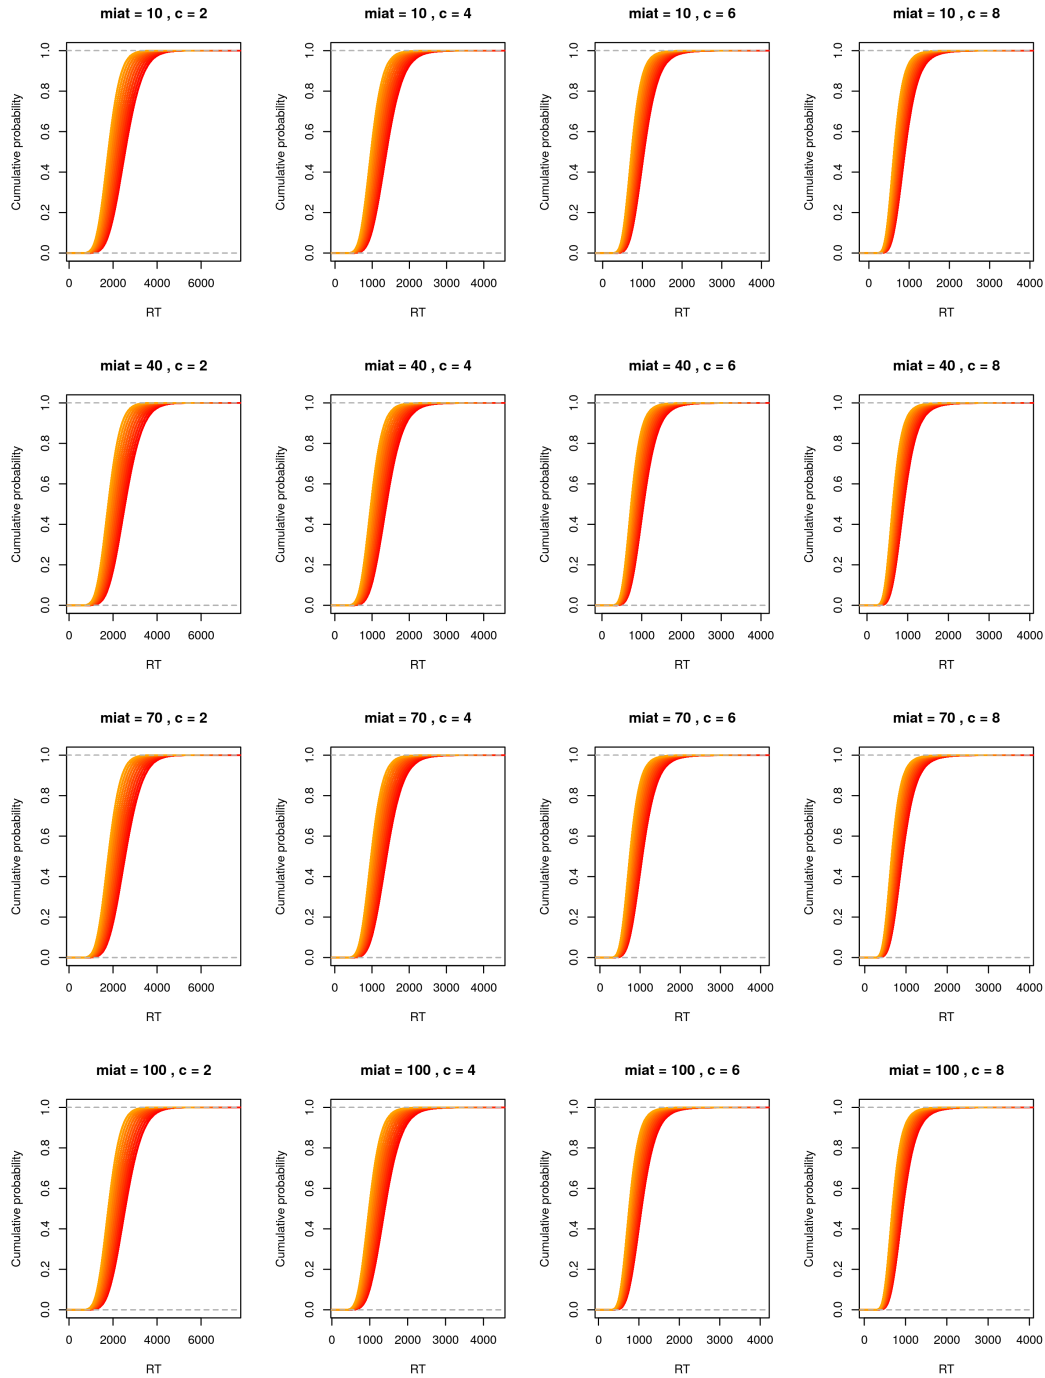 miat = 10 , c = 2
Cumulative probability
0.0 0.2 0.4 0.6 0.8 1.0
0 2000 4000 6000
RT
miat = 10 , c = 4
Cumulative probability
0.0 0.2 0.4 0.6 0.8 1.0
0 1000 2000 3000 4000
RT
miat = 10 , c = 6
Cumulative probability
0.0 0.2 0.4 0.6 0.8 1.0
0 1000 2000 3000 4000
RT
miat = 10 , c = 8
Cumulative probability
0.0 0.2 0.4 0.6 0.8 1.0
0 1000 2000 3000 4000
RT
miat = 40 , c = 2
Cumulative probability
0.0 0.2 0.4 0.6 0.8 1.0
0 2000 4000 6000
RT
miat = 40 , c = 4
Cumulative probability
0.0 0.2 0.4 0.6 0.8 1.0
0 1000 2000 3000 4000
RT
miat = 40 , c = 6
Cumulative probability
0.0 0.2 0.4 0.6 0.8 1.0
0 1000 2000 3000 4000
RT
miat = 40 , c = 8
Cumulative probability
0.0 0.2 0.4 0.6 0.8 1.0
0 1000 2000 3000 4000
RT
miat = 70 , c = 2
Cumulative probability
0.0 0.2 0.4 0.6 0.8 1.0
0 2000 4000 6000
RT
miat = 70 , c = 4
Cumulative probability
0.0 0.2 0.4 0.6 0.8 1.0
0 1000 2000 3000 4000
RT
miat = 70 , c = 6
Cumulative probability
0.0 0.2 0.4 0.6 0.8 1.0
0 1000 2000 3000 4000
RT
miat = 70 , c = 8
Cumulative probability
0.0 0.2 0.4 0.6 0.8 1.0
0 1000 2000 3000 4000
RT
miat = 100 , c = 2
Cumulative probability
0.0 0.2 0.4 0.6 0.8 1.0
0 2000 4000 6000
RT
miat = 100 , c = 4
Cumulative probability
0.0 0.2 0.4 0.6 0.8 1.0
0 1000 2000 3000 4000
RT
miat = 100 , c = 6
Cumulative probability
0.0 0.2 0.4 0.6 0.8 1.0
0 1000 2000 3000 4000
RT
miat = 100 , c = 8
Cumulative probability
0.0 0.2 0.4 0.6 0.8 1.0
0 1000 2000 3000 4000
RT